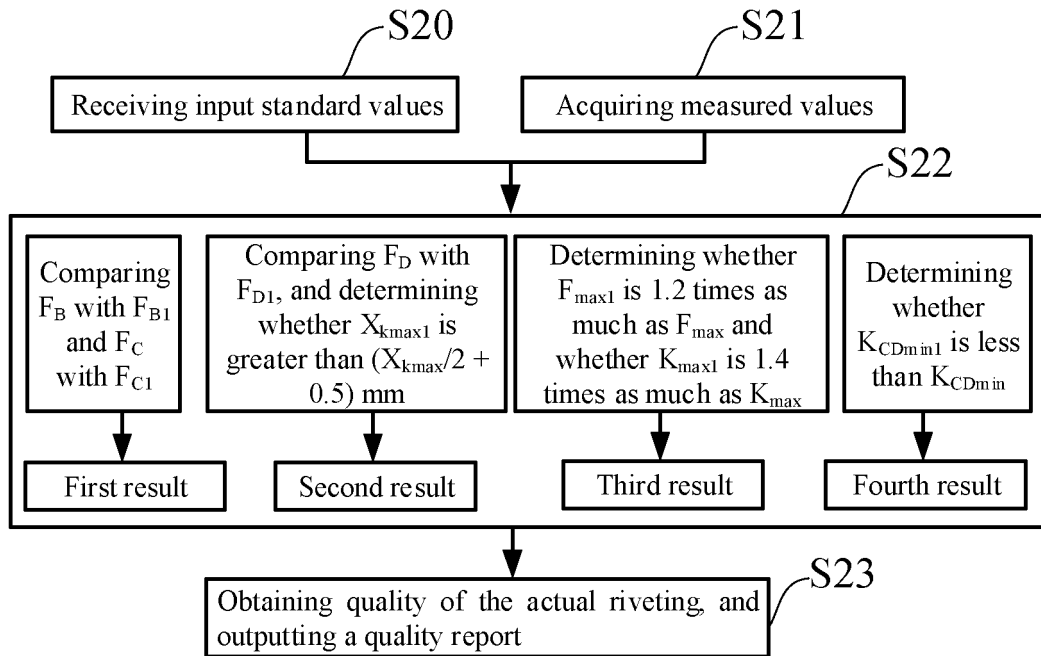 S20
S21
Receiving input standard values
Acquiring measured values
S22
Comparing
F_B with F_B1
and F_C
with F_C1
Comparing F_D with
F_D1, and determining
whether X_kmax1 is
greater than (X_kmax/2 +
0.5) mm
Determining whether
F_max1 is 1.2 times as
much as F_max and
whether K_max1 is 1.4
times as much as K_max
Determining
whether
K_CDmin1 is less
than K_CDmin
First result
Second result
Third result
Fourth result
S23
Obtaining quality of the actual riveting, and
outputting a quality report